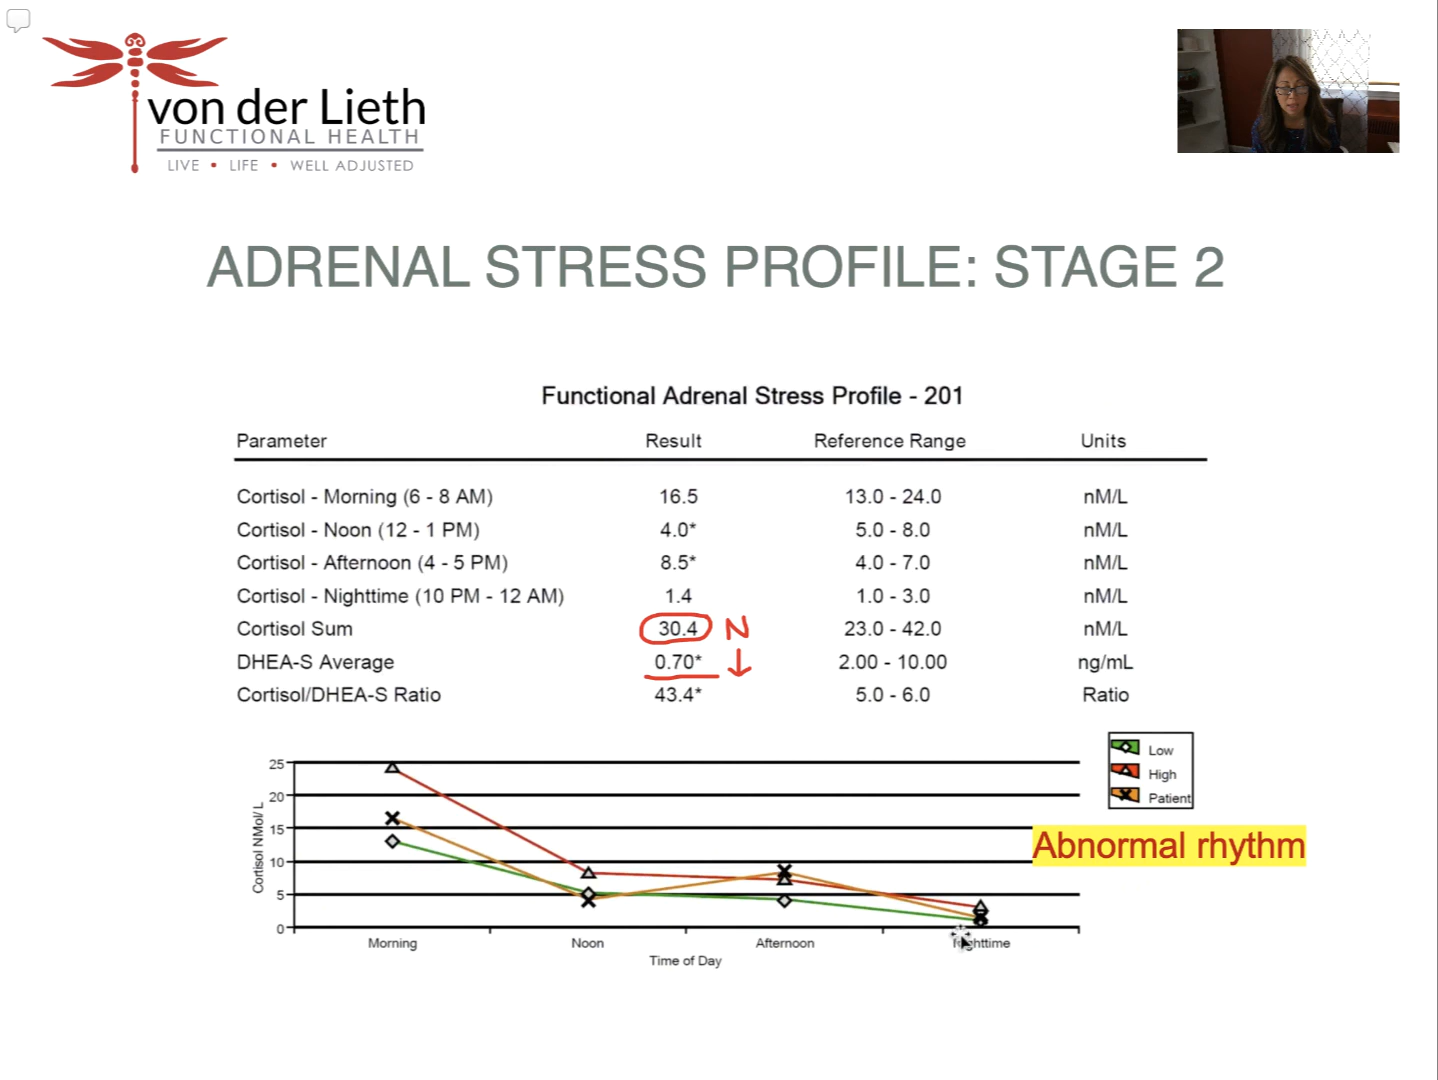 von der Lieth
FUNCTIONAL HEALTH
LIVE • LIFE • WELL ADJUSTED
ADRENAL STRESS PROFILE: STAGE 2
Functional Adrenal Stress Profile - 201
Parameter Result Reference Range Units
Cortisol - Morning (6 - 8 AM) 16.5 13.0 - 24.0 nM/L
Cortisol - Noon (12 - 1 PM) 4.0* 5.0 - 8.0 nM/L
Cortisol - Afternoon (4 - 5 PM) 8.5* 4.0 - 7.0 nM/L
Cortisol - Nighttime (10 PM - 12 AM) 1.4 1.0 - 3.0 nM/L
Cortisol Sum 30.4 N 23.0 - 42.0 nM/L
DHEA-S Average 0.70* ↓ 2.00 - 10.00 ng/mL
Cortisol/DHEA-S Ratio 43.4* 5.0 - 6.0 Ratio
Low
High
Patient
Abnormal rhythm
Cortisol NMol/ L
25
20
15
10
5
0
Morning Noon Afternoon Nighttime
Time of Day